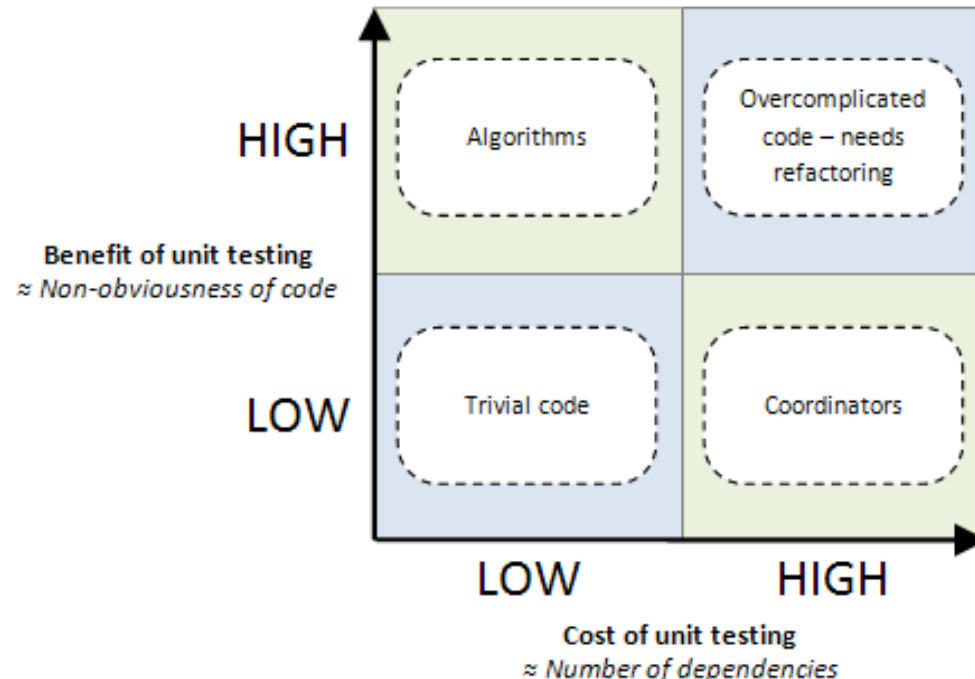 HIGH
Algorithms
Overcomplicated
code – needs
refactoring
Benefit of unit testing
≈ Non-obviousness of code
LOW
Trivial code
Coordinators
LOW
HIGH
Cost of unit testing
≈ Number of dependencies